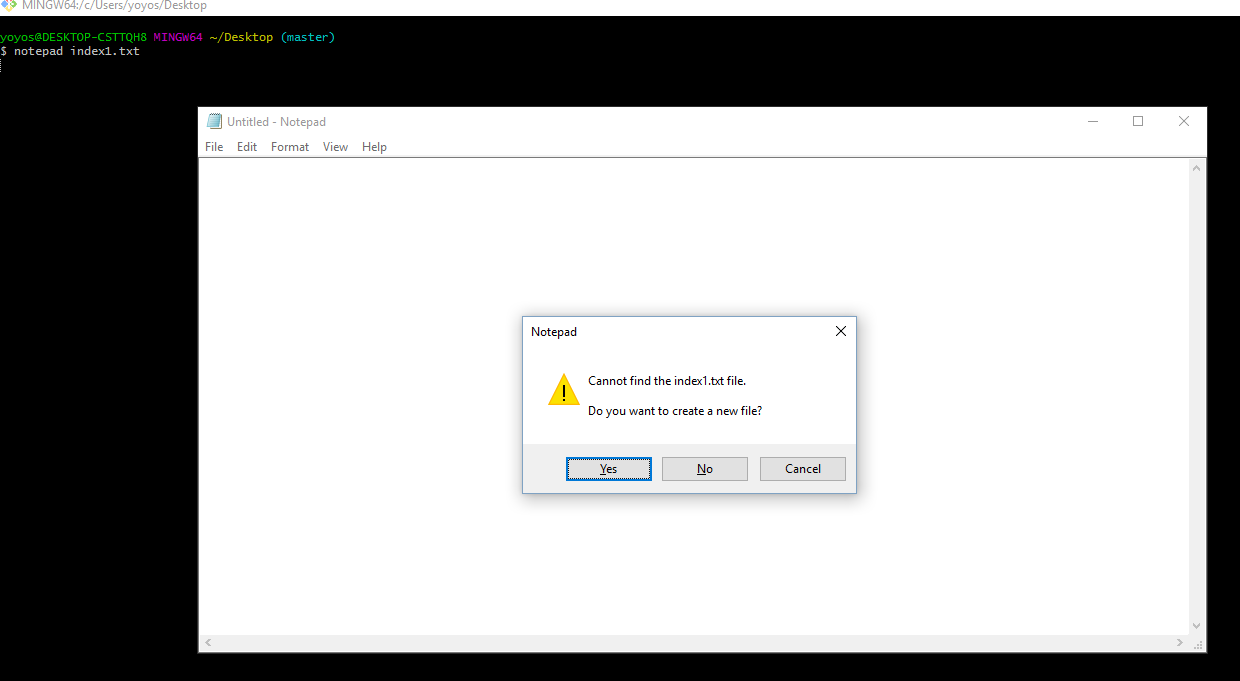 MINGW64:/c/Users/yoyos/Desktop
yoyos@DESKTOP-CSTTQH8 MINGW64 ~/Desktop (master)
$ notepad index1.txt
Untitled - Notepad
File Edit Format View Help
Notepad
Cannot find the index1.txt file.
Do you want to create a new file?
Yes No Cancel